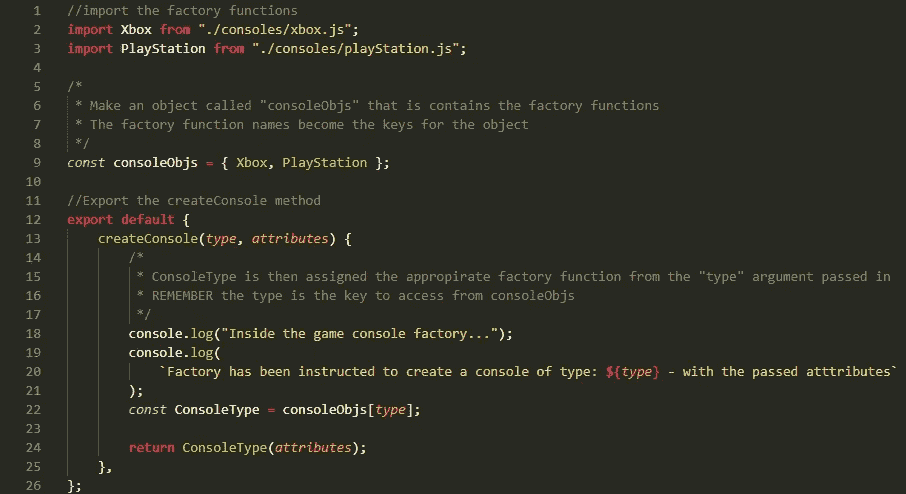 1 //import the factory functions
2 import Xbox from "./consoles/xbox.js";
3 import PlayStation from "./consoles/playStation.js";
4
5 /*
6  * Make an object called "consoleObjs" that is contains the factory functions
7  * The factory function names become the keys for the object
8  */
9 const consoleObjs = { Xbox, PlayStation };
10
11 //Export the createConsole method
12 export default {
13     createConsole(type, attributes) {
14         /*
15          * ConsoleType is then assigned the appropirate factory function from the "type" argument passed in
16          * REMEMBER the type is the key to access from consoleObjs
17          */
18         console.log("Inside the game console factory...");
19         console.log(
20             `Factory has been instructed to create a console of type: ${type} - with the passed atttributes`
21         );
22         const ConsoleType = consoleObjs[type];
23
24         return ConsoleType(attributes);
25     },
26 };